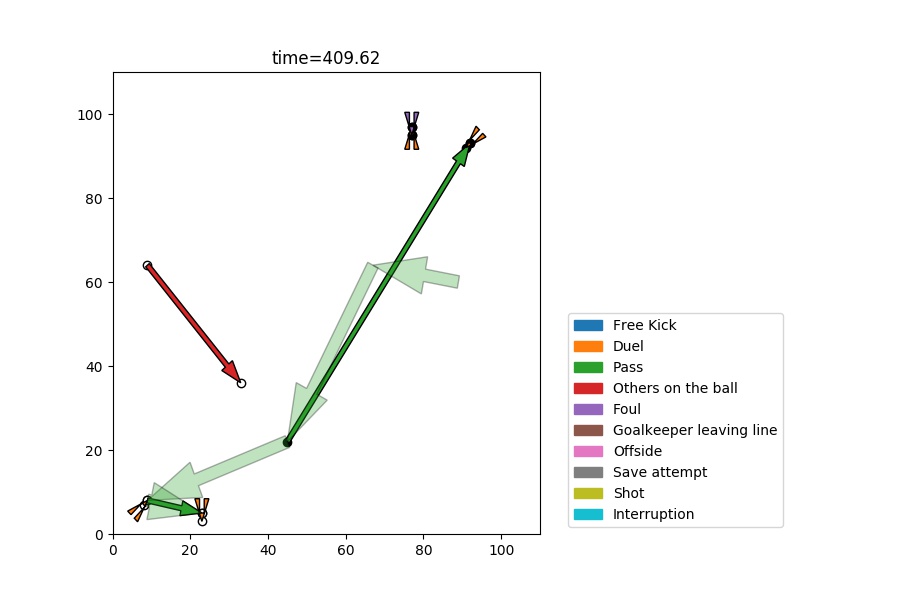 time=409.62
100
80
60
40
20
0
0 20 40 60 80 100
Free Kick
Duel
Pass
Others on the ball
Foul
Goalkeeper leaving line
Offside
Save attempt
Shot
Interruption